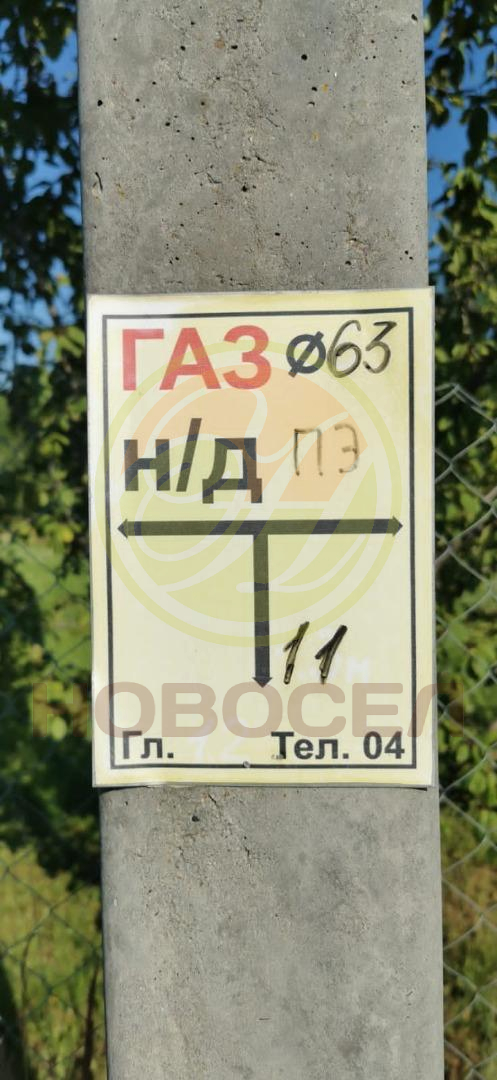 ГАЗ ø63
н/д ПЭ
11
НОВОСЕЛ
Гл. Тел. 04